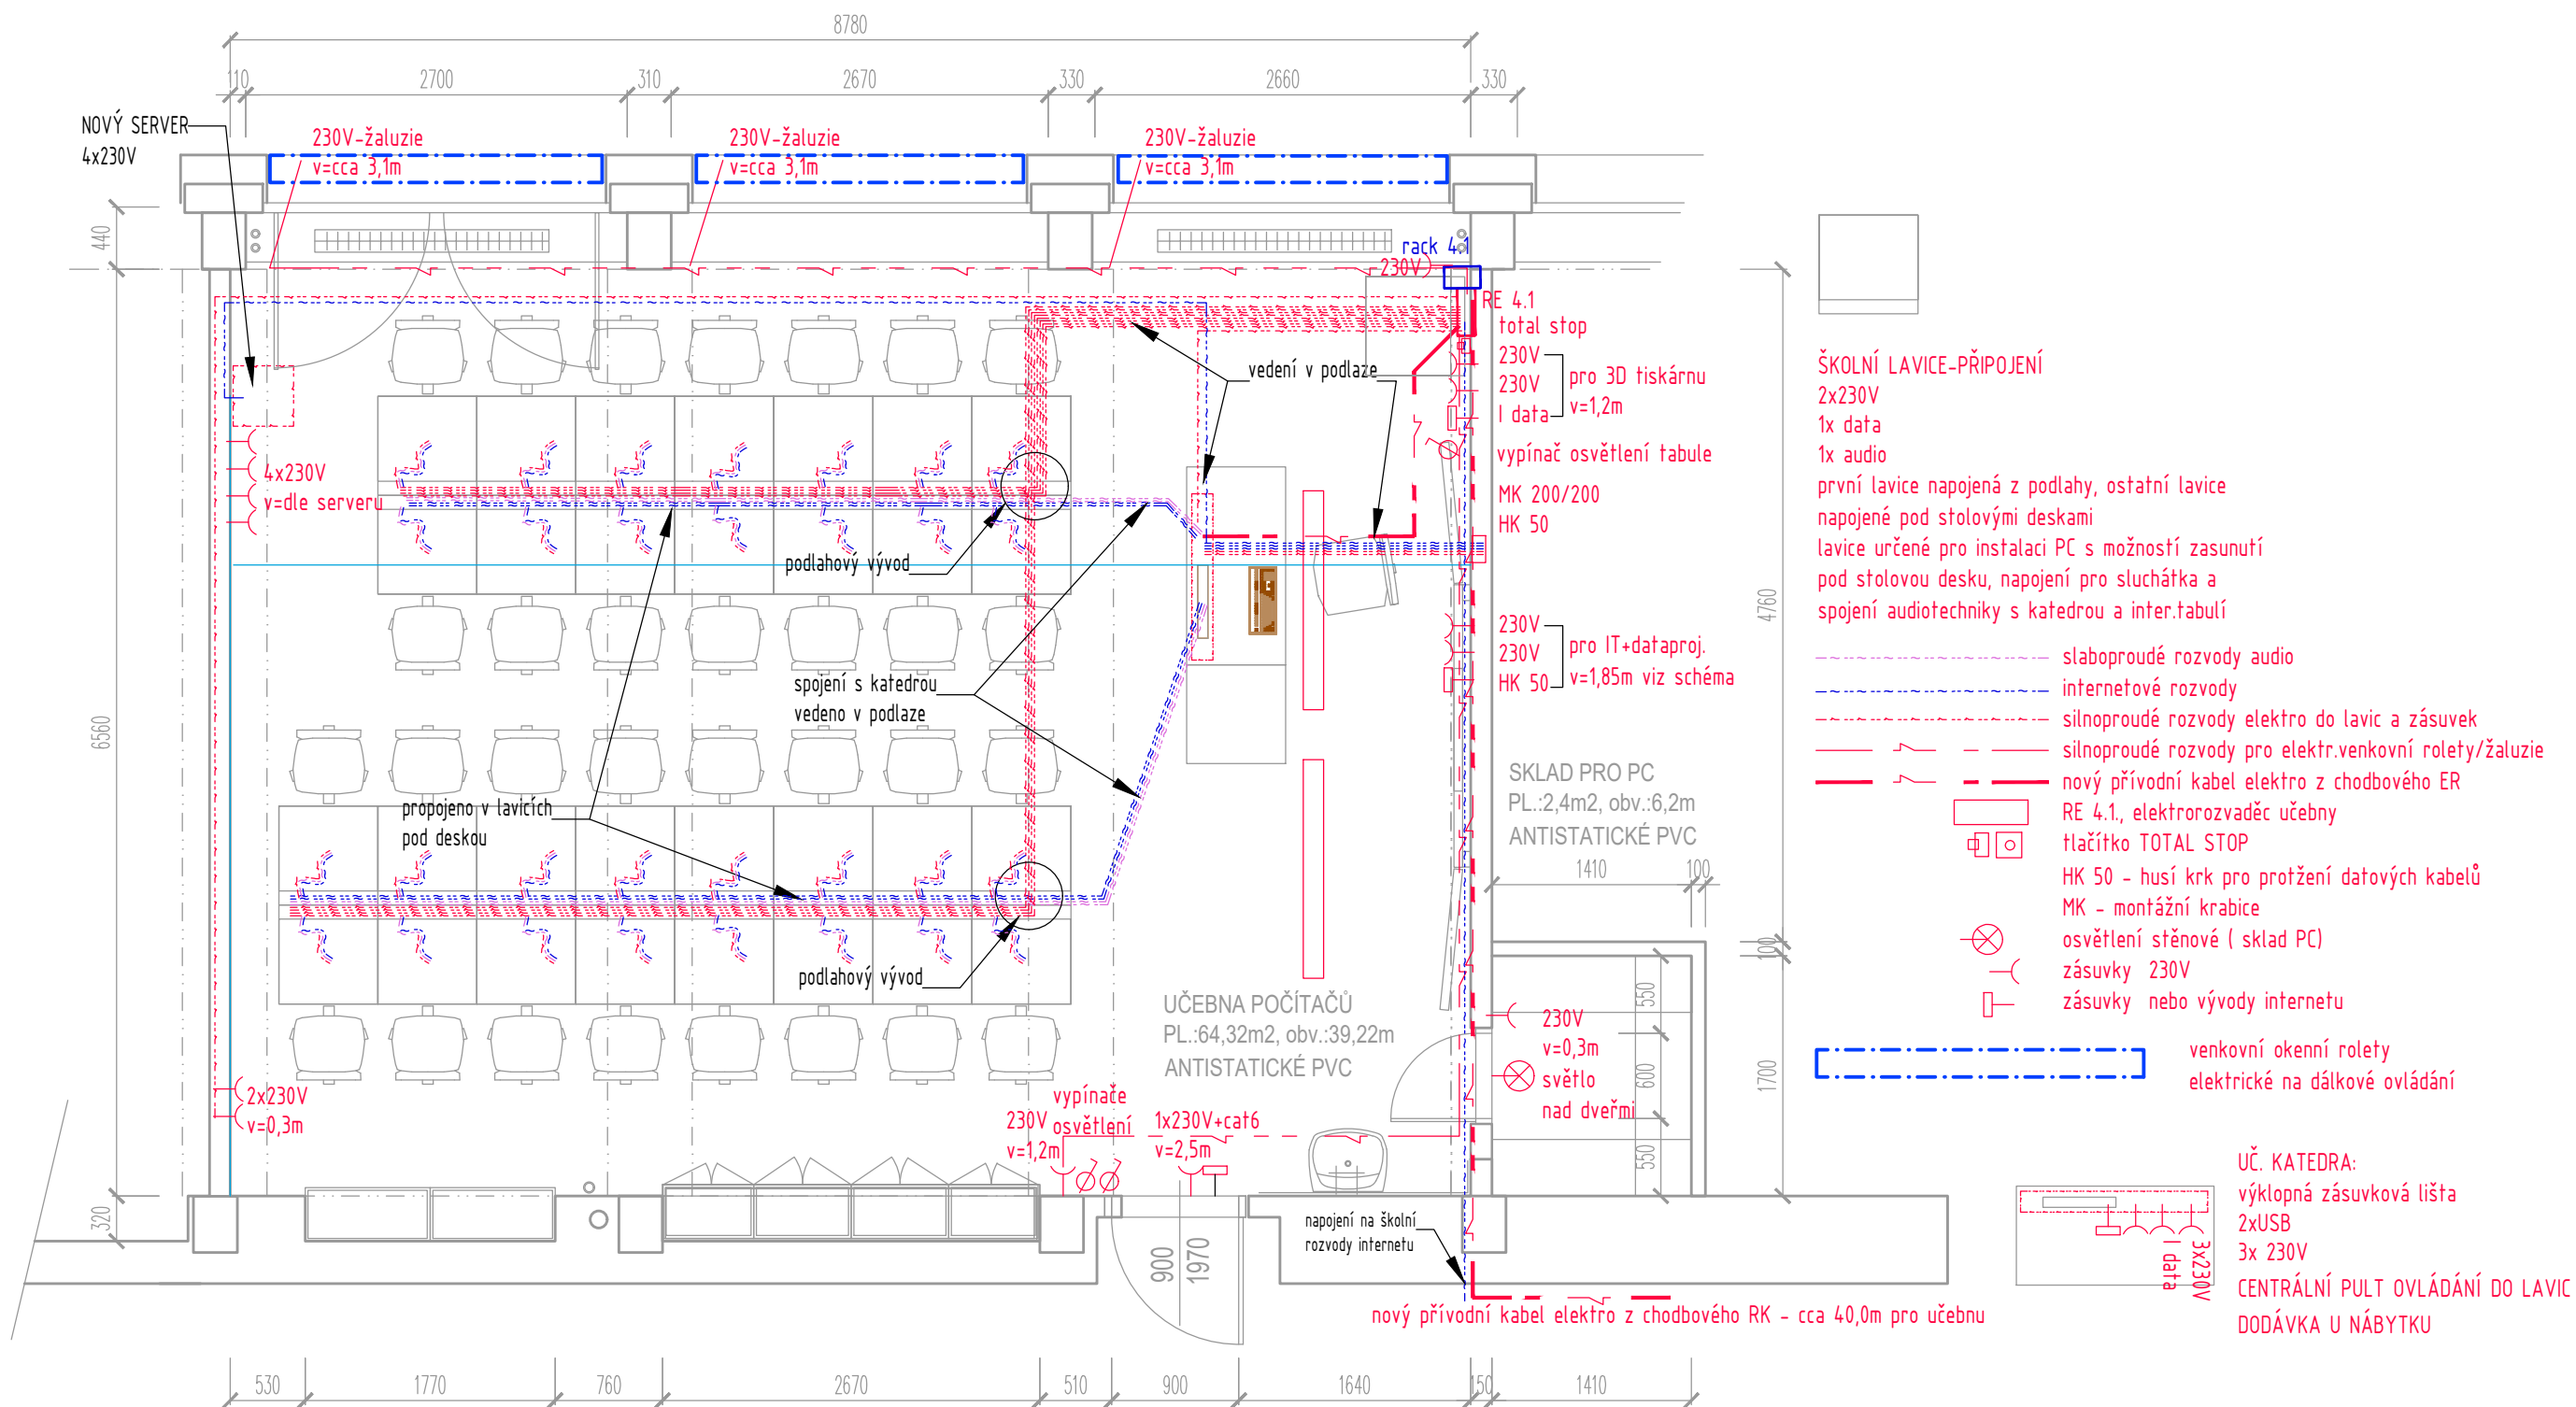 8780
110
2700
310
2670
330
2660
330
NOVÝ SERVER
4x230V
230V-žaluzie
v=cca 3,1m
230V-žaluzie
v=cca 3,1m
230V-žaluzie
v=cca 3,1m
440
6560
320
rack 4.1
230V
RE 4.1
total stop
230V
230V
I data
pro 3D tiskárnu
v=1,2m
vedení v podlaze
vypínač osvětlení tabule
MK 200/200
HK 50
4x230V
v=dle serveru
podlahový vývod
230V
230V
HK 50
pro IT+dataproj.
v=1,85m viz schéma
spojení s katedrou
vedeno v podlaze
propojeno v lavicích
pod deskou
podlahový vývod
SKLAD PRO PC
PL.:2,4m2, obv.:6,2m
ANTISTATICKÉ PVC
1410
100
4760
100
1700
550
600
550
UČEBNA POČÍTAČŮ
PL.:64,32m2, obv.:39,22m
ANTISTATICKÉ PVC
230V
v=0,3m
světlo
nad dveřmi
2x230V
v=0,3m
vypínače
osvětlení
230V
v=1,2m
1x230V+cat6
v=2,5m
900
1970
napojení na školní
rozvody internetu
nový přívodní kabel elektro z chodbového RK - cca 40,0m pro učebnu
530
1770
760
2670
510
900
1640
150
1410
ŠKOLNÍ LAVICE-PŘIPOJENÍ
2x230V
1x data
1x audio
první lavice napojená z podlahy, ostatní lavice
napojené pod stolovými deskami
lavice určené pro instalaci PC s možností zasunutí
pod stolovou desku, napojení pro sluchátka a
spojení audiotechniky s katedrou a inter.tabulí
slaboproudé rozvody audio
internetové rozvody
silnoproudé rozvody elektro do lavic a zásuvek
silnoproudé rozvody pro elektr.venkovní rolety/žaluzie
nový přívodní kabel elektro z chodbového ER
RE 4.1., elektrorozvaděc učebny
tlačítko TOTAL STOP
HK 50 - husí krk pro protžení datových kabelů
MK - montážní krabice
osvětlení stěnové ( sklad PC)
zásuvky 230V
zásuvky nebo vývody internetu
venkovní okenní rolety
elektrické na dálkové ovládání
UČ. KATEDRA:
výklopná zásuvková lišta
2xUSB
3x 230V
CENTRÁLNÍ PULT OVLÁDÁNÍ DO LAVIC
DODÁVKA U NÁBYTKU
I data
3x230V